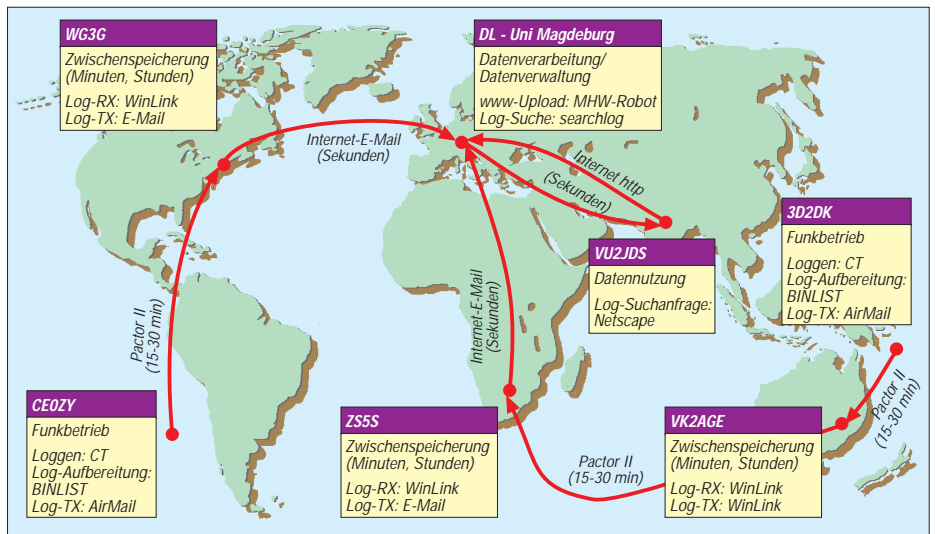 WG3G
Zwischenspeicherung
(Minuten, Stunden)
Log-RX: WinLink
Log-TX: E-Mail
DL - Uni Magdeburg
Datenverarbeitung/
Datenverwaltung
www-Upload: MHW-Robot
Log-Suche: searchlog
Internet-E-Mail
(Sekunden)
Internet http
(Sekunden)
3D2DK
Funkbetrieb
Loggen: CT
Log-Aufbereitung:
BINLIST
Log-TX: AirMail
VU2JDS
Datennutzung
Log-Suchanfrage:
Netscape
Internet-E-Mail
(Sekunden)
Pactor II
(15-30 min)
Pactor II
(15-30 min)
CE0ZY
Funkbetrieb
Loggen: CT
Log-Aufbereitung:
BINLIST
Log-TX: AirMail
ZS5S
Zwischenspeicherung
(Minuten, Stunden)
Log-RX: WinLink
Log-TX: E-Mail
Pactor II
(15-30 min)
VK2AGE
Zwischenspeicherung
(Minuten, Stunden)
Log-RX: WinLink
Log-TX: WinLink